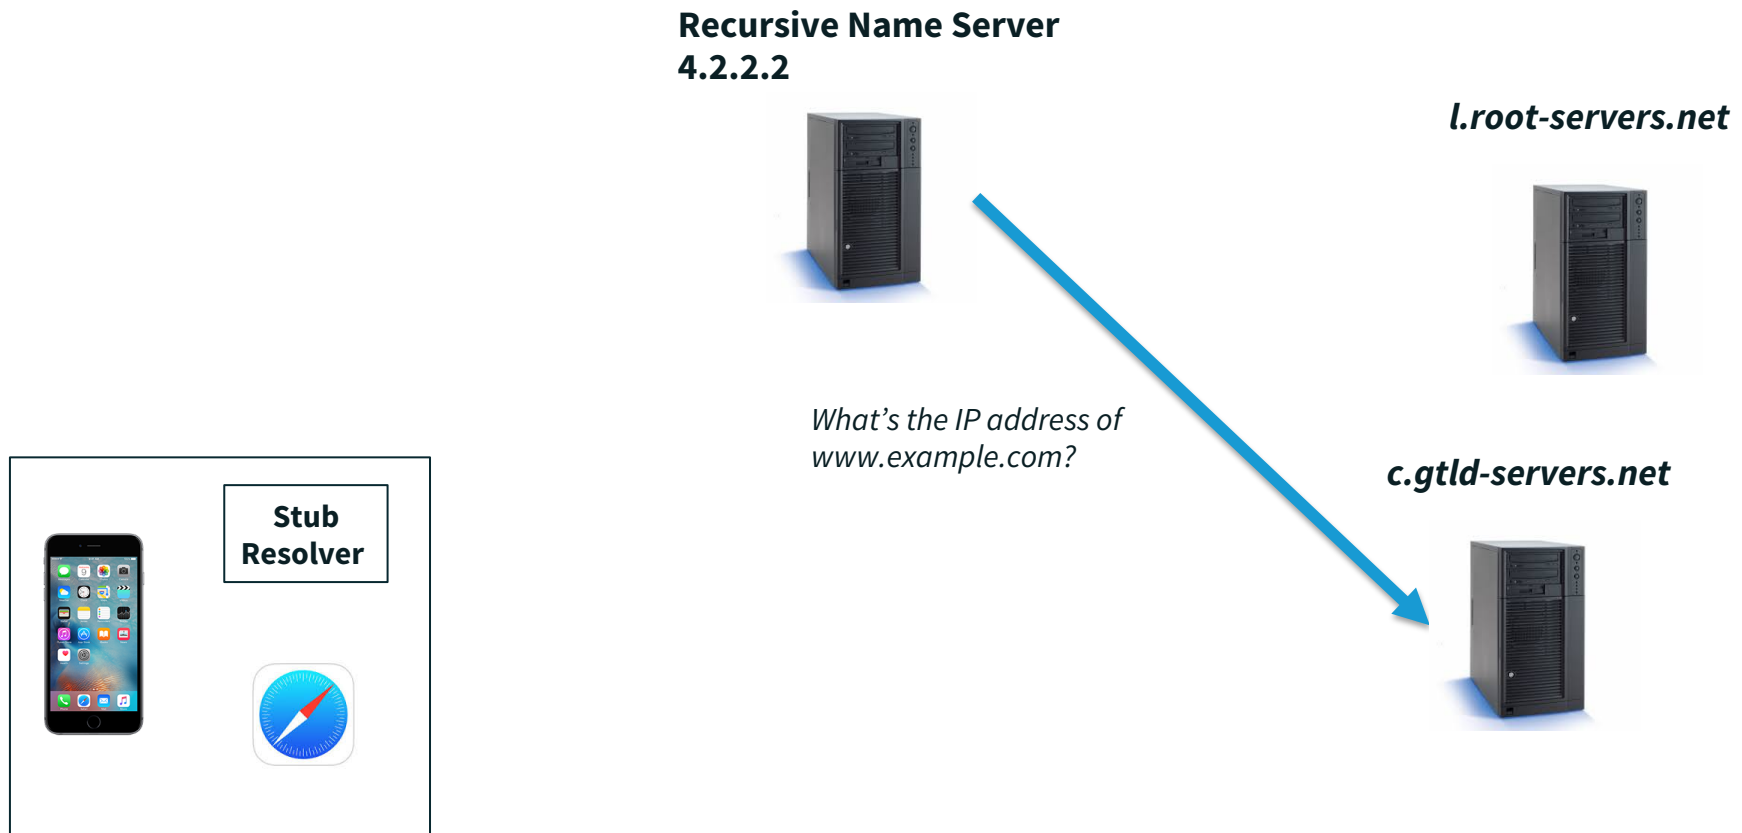 Recursive Name Server
4.2.2.2
l.root-servers.net
What’s the IP address of
www.example.com?
c.gtld-servers.net
Stub
Resolver